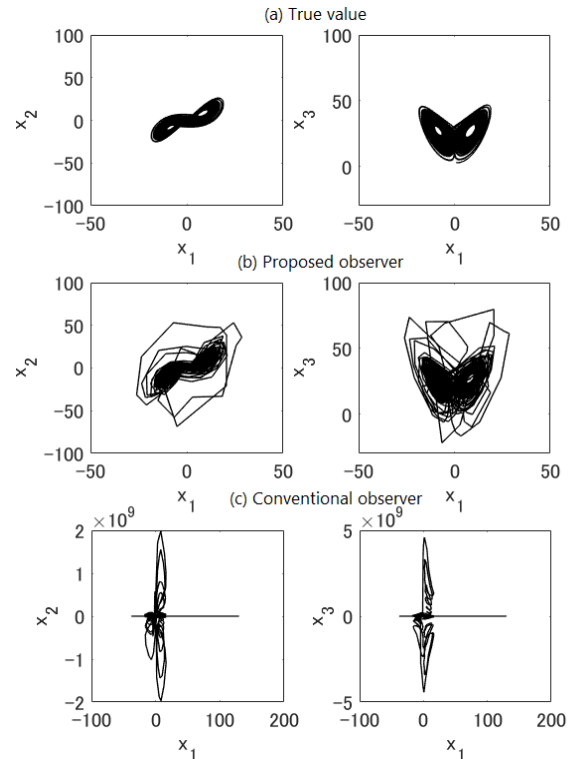 (a) True value
100 50 0 -50 -100
x2
-50 0 50
x1
100 50 0
x3
-50 0 50
x1
(b) Proposed observer
100 50 0 -50 -100
x2
-50 0 50
x1
100 50 0
x3
-50 0 50
x1
(c) Conventional observer
×10^9
2 1 0 -1 -2
x2
-100 0 100 200
x1
×10^9
5 0 -5
x3
-100 0 100 200
x1